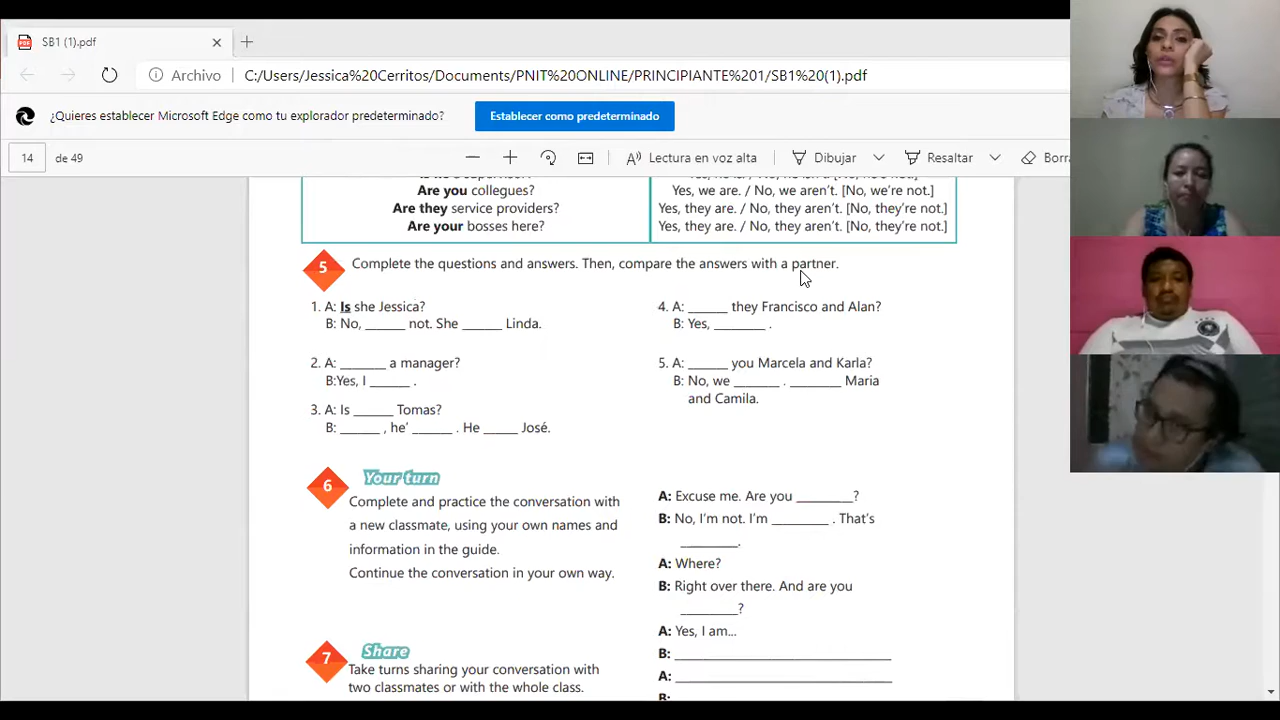 SB1 (1).pdf
Archivo
C:/Users/Jessica%20Cerritos/Documents/PNIT%20ONLINE/PRINCIPIANTE%201/SB1%20(1).pdf
¿Quieres establecer Microsoft Edge como tu explorador predeterminado?
Establecer como predeterminado
14 de 49
Lectura en voz alta
Dibujar
Resaltar
Borra
Are you collegues?
Yes, we are. / No, we aren't. [No, we're not.]
Are they service providers?
Yes, they are. / No, they aren't. [No, they're not.]
Are your bosses here?
Yes, they are. / No, they aren't. [No, they're not.]
5 Complete the questions and answers. Then, compare the answers with a partner.
1. A: Is she Jessica?
B: No, ______ not. She ______ Linda.
2. A: _______ a manager?
B:Yes, I ______ .
3. A: Is ______ Tomas?
B: ______ , he' ______ . He _____ José.
4. A: ______ they Francisco and Alan?
B: Yes, ________ .
5. A: ______ you Marcela and Karla?
B: No, we _______ . ________ Maria
and Camila.
6 Your turn
Complete and practice the conversation with
a new classmate, using your own names and
information in the guide.
Continue the conversation in your own way.
A: Excuse me. Are you _________?
B: No, I'm not. I'm _________ . That's
_________.
A: Where?
B: Right over there. And are you
_________?
A: Yes, I am...
B: ___________________________________
A: ___________________________________
B:
7 Share
Take turns sharing your conversation with
two classmates or with the whole class.